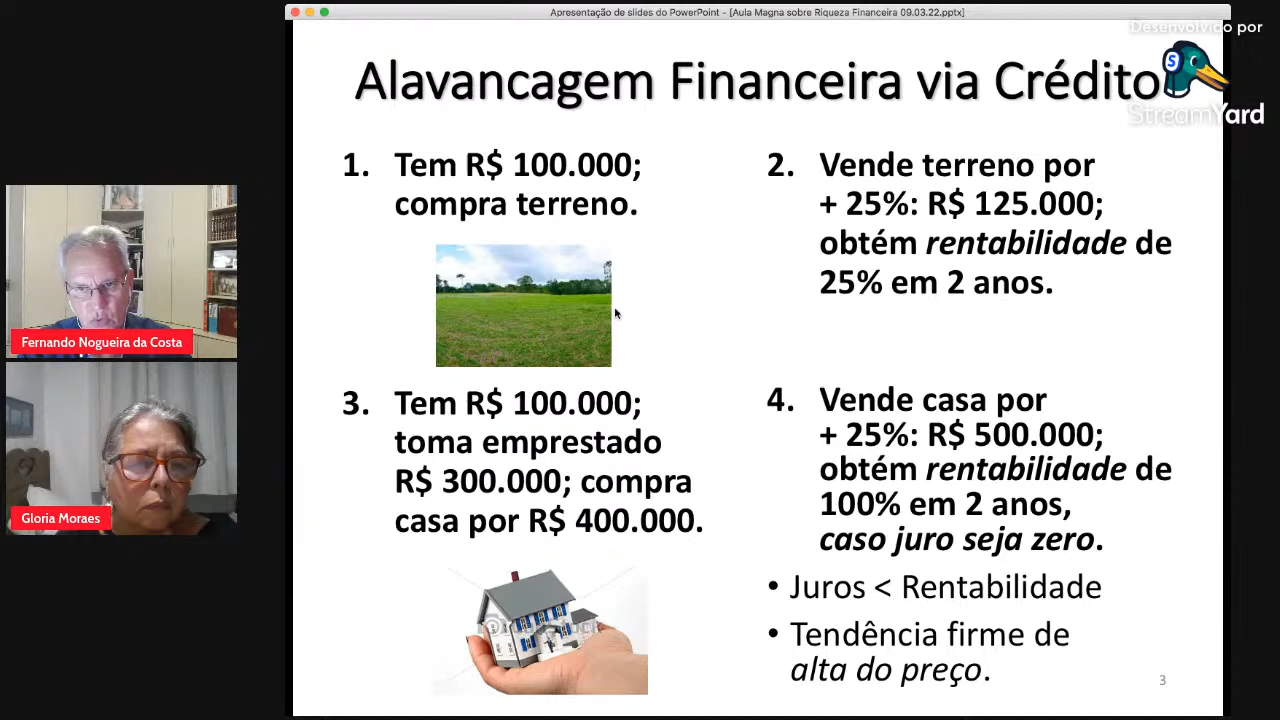 Apresentação de slides do PowerPoint - [Aula Magna sobre Riqueza Financeira 09.03.22.pptx]
Desenvolvido por
StreamYard
Alavancagem Financeira via Crédito
1. Tem R$ 100.000;
compra terreno.
2. Vende terreno por
+ 25%: R$ 125.000;
obtém rentabilidade de
25% em 2 anos.
3. Tem R$ 100.000;
toma emprestado
R$ 300.000; compra
casa por R$ 400.000.
4. Vende casa por
+ 25%: R$ 500.000;
obtém rentabilidade de
100% em 2 anos,
caso juro seja zero.
• Juros < Rentabilidade
• Tendência firme de
alta do preço.
3
Fernando Nogueira da Costa
Gloria Moraes